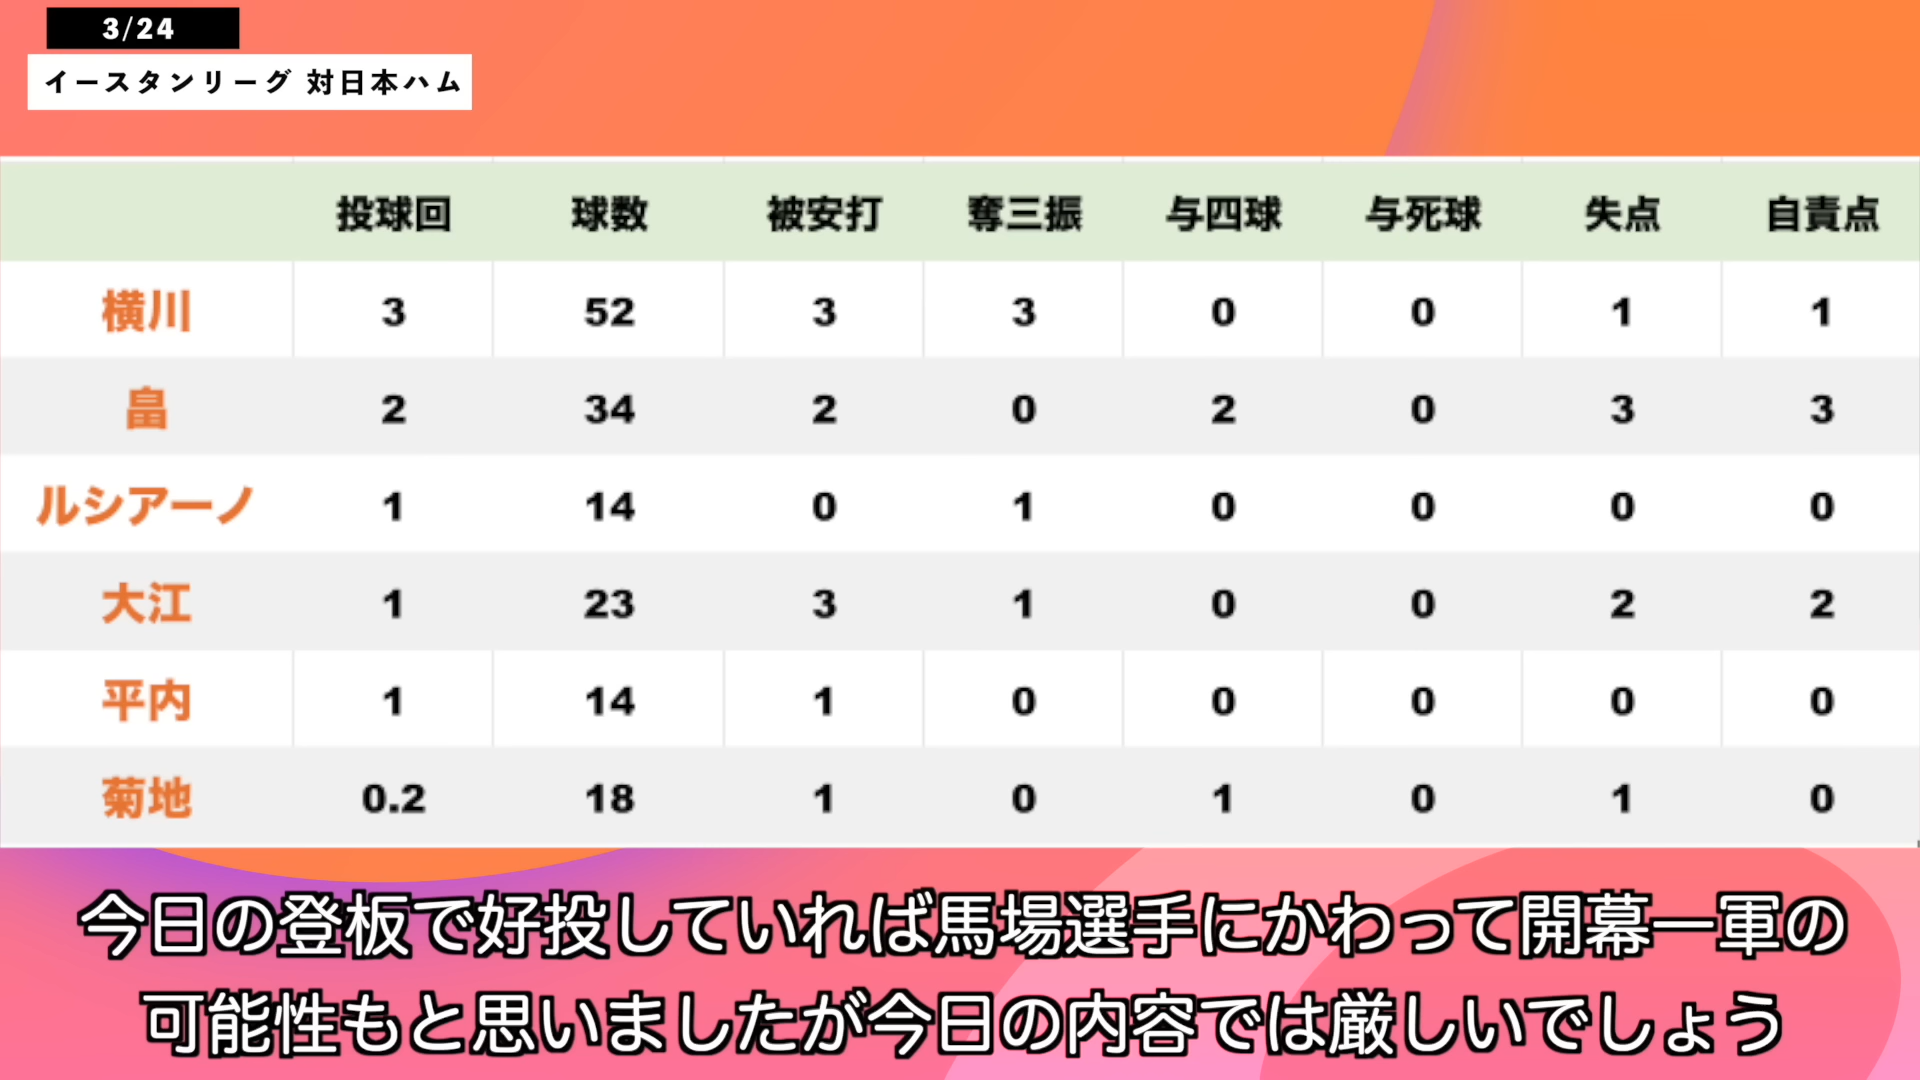 3/24
イースタンリーグ 対日本ハム
投球回 球数 被安打 奪三振 与四球 与死球 失点 自責点
横川 3 52 3 3 0 0 1 1
畠 2 34 2 0 2 0 3 3
ルシアーノ 1 14 0 1 0 0 0 0
大江 1 23 3 1 0 0 2 2
平内 1 14 1 0 0 0 0 0
菊地 0.2 18 1 0 1 0 1 0
今日の登板で好投していれば馬場選手にかわって開幕一軍の
可能性もと思いましたが今日の内容では厳しいでしょう